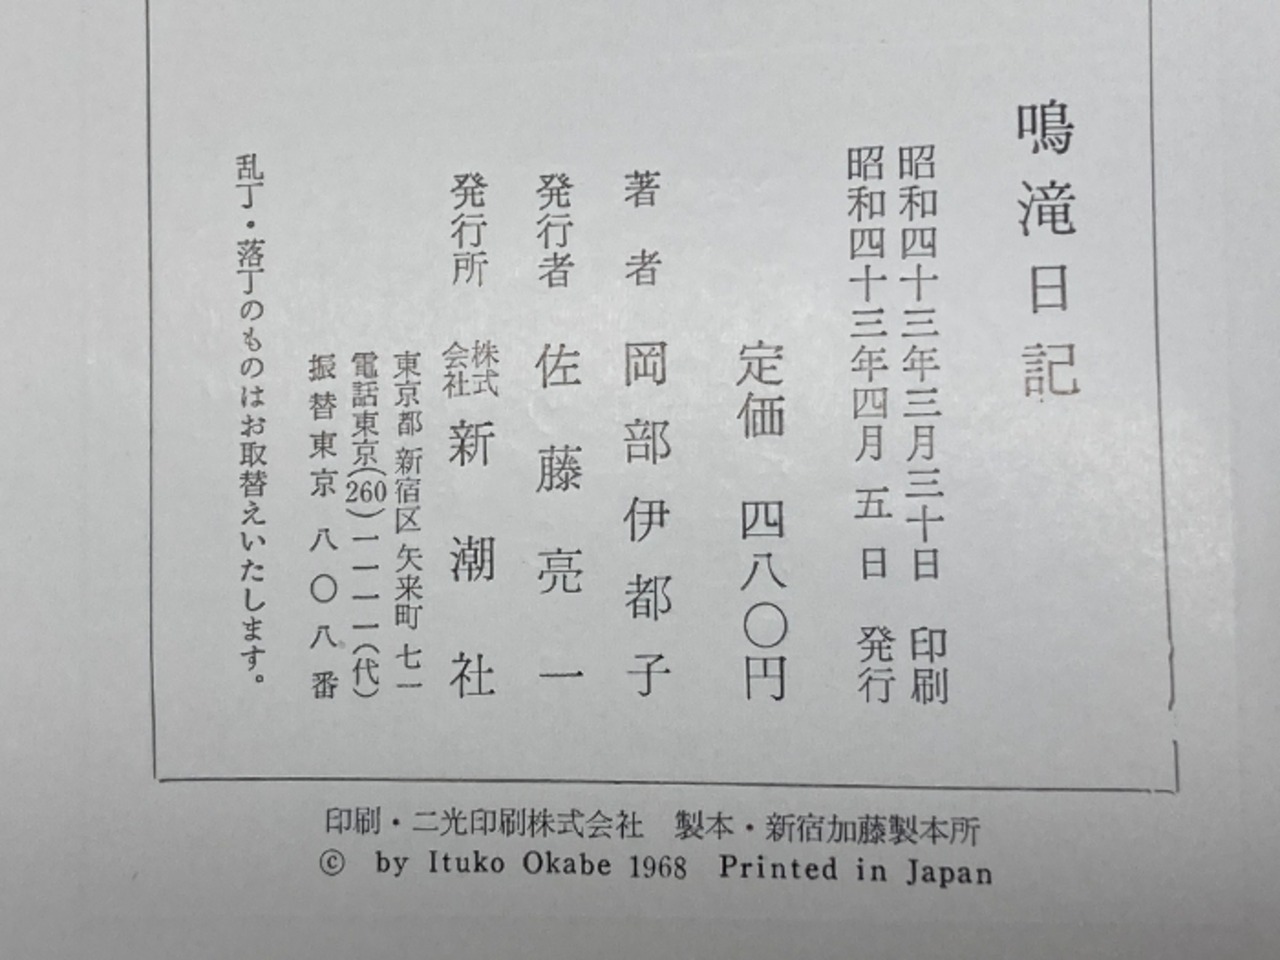 鳴滝日記
昭和四十三年三月三十日　印刷
昭和四十三年四月五日　発行
定価　四八〇円
著者　岡部伊都子
発行者　佐藤亮一
発行所　株式会社　新潮社
東京都新宿区矢来町七一
電話東京(260)一一一一(代)
振替東京八〇八番
乱丁・落丁のものはお取替えいたします。
印刷・二光印刷株式会社　製本・新宿加藤製本所
© by Ituko Okabe 1968 Printed in Japan